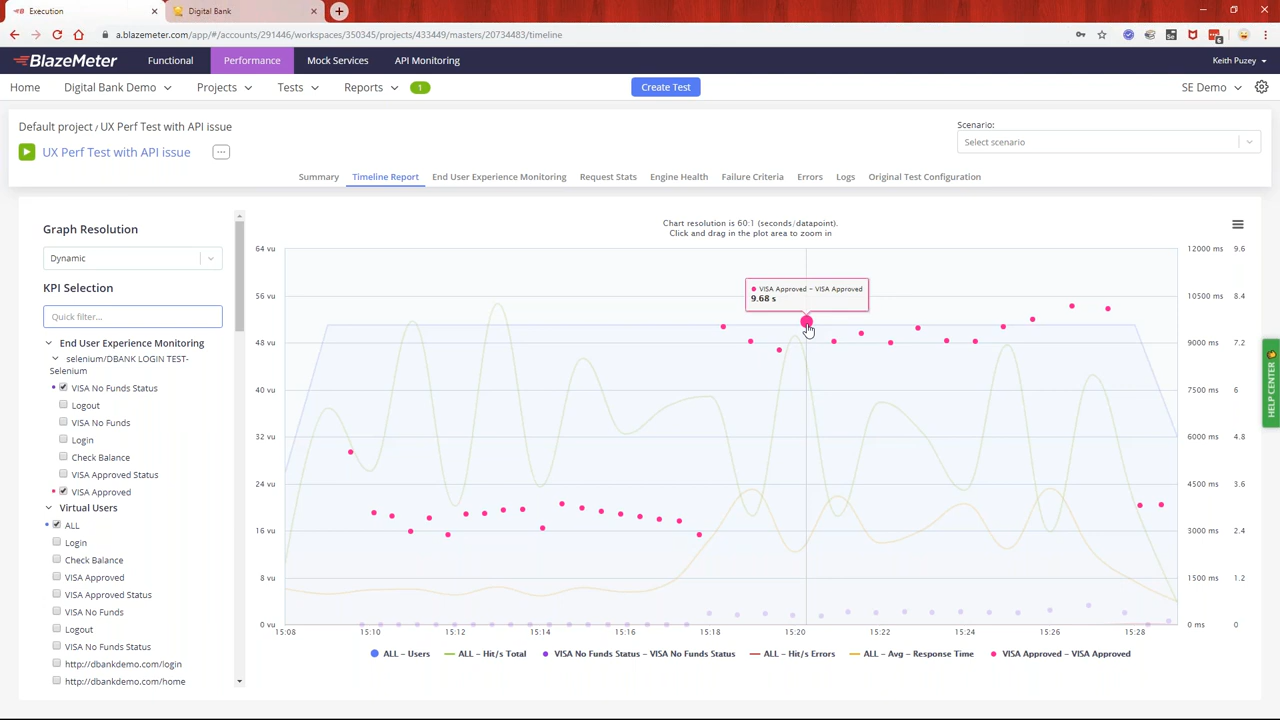 Execution
Digital Bank
a.blazemeter.com/app/#/accounts/291446/workspaces/350345/projects/433449/masters/20734483/timeline
BlazeMeter
Functional
Performance
Mock Services
API Monitoring
Keith Puzey
Home
Digital Bank Demo
Projects
Tests
Reports
1
Create Test
SE Demo
Default project / UX Perf Test with API issue
UX Perf Test with API issue
Scenario:
Select scenario
Summary
Timeline Report
End User Experience Monitoring
Request Stats
Engine Health
Failure Criteria
Errors
Logs
Original Test Configuration
Graph Resolution
Dynamic
KPI Selection
Quick filter...
End User Experience Monitoring
selenium/DBANK LOGIN TEST-
Selenium
VISA No Funds Status
Logout
VISA No Funds
Login
Check Balance
VISA Approved Status
VISA Approved
Virtual Users
ALL
Login
Check Balance
VISA Approved
VISA Approved Status
VISA No Funds
Logout
VISA No Funds Status
http://dbankdemo.com/login
http://dbankdemo.com/home
Chart resolution is 60:1 (seconds/datapoint).
Click and drag in the plot area to zoom in
64 vu
56 vu
48 vu
40 vu
32 vu
24 vu
16 vu
8 vu
0 vu
12000 ms 9.6
10500 ms 8.4
9000 ms 7.2
7500 ms 6
6000 ms 4.8
4500 ms 3.6
3000 ms 2.4
1500 ms 1.2
0 ms 0
VISA Approved - VISA Approved
9.68 s
15:08 15:10 15:12 15:14 15:16 15:18 15:20 15:22 15:24 15:26 15:28
ALL - Users
ALL - Hit/s Total
VISA No Funds Status - VISA No Funds Status
ALL - Hit/s Errors
ALL - Avg - Response Time
VISA Approved - VISA Approved
HELP CENTER